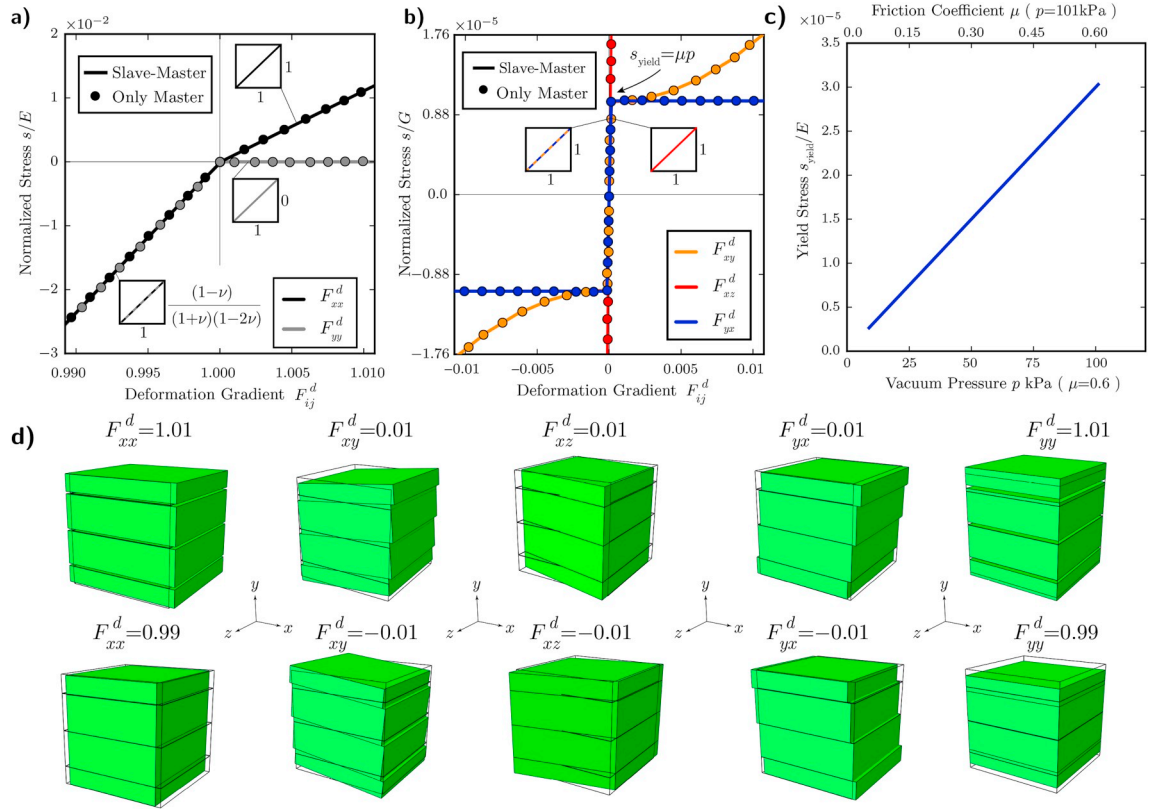 a)
×10⁻²
2
1
0
−1
−2
−3
Normalized Stress s/E
0.990
0.995
1.000
1.005
1.010
Deformation Gradient F_ij^d
Slave-Master
Only Master
1
1
0
1
(1−ν)
(1+ν)(1−2ν)
1
F_xx^d
F_yy^d
b)
×10⁻⁵
1.76
0.88
0.0
−0.88
−1.76
Normalized Stress s/G
−0.01
−0.005
0
0.005
0.01
Deformation Gradient F_ij^d
Slave-Master
Only Master
s_yield=μp
1
1
1
1
F_xy^d
F_xz^d
F_yx^d
c)
Friction Coefficient μ ( p=101kPa )
0.0
0.15
0.30
0.45
0.60
×10⁻⁵
3.5
3.0
2.5
2.0
1.5
1.0
0.5
0.0
Yield Stress s_yield/E
0
25
50
75
100
Vacuum Pressure p kPa ( μ=0.6 )
d)
F_xx^d=1.01
F_xy^d=0.01
F_xz^d=0.01
F_yx^d=0.01
F_yy^d=1.01
y
z
x
y
z
x
y
z
x
y
z
x
F_xx^d=0.99
F_xy^d=−0.01
F_xz^d=−0.01
F_yx^d=−0.01
F_yy^d=0.99